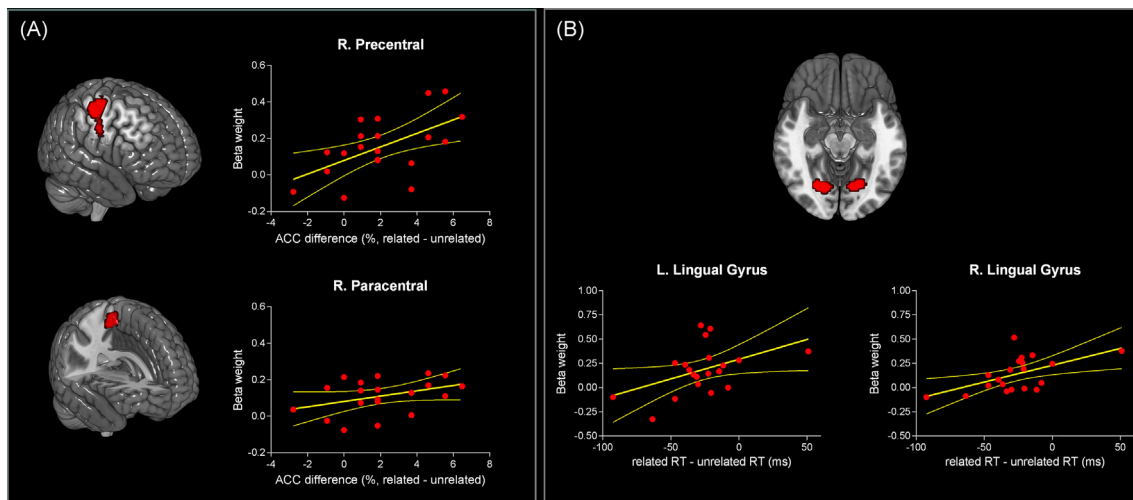 (A)
R. Precentral
0.6
0.4
0.2
0.0
-0.2
Beta weight
-4 -2 0 2 4 6 8
ACC difference (%, related - unrelated)
R. Paracentral
0.6
0.4
0.2
0.0
-0.2
Beta weight
-4 -2 0 2 4 6 8
ACC difference (%, related - unrelated)
(B)
L. Lingual Gyrus
1.00
0.75
0.50
0.25
0.00
-0.25
-0.50
Beta weight
-100 -50 0 50
related RT - unrelated RT (ms)
R. Lingual Gyrus
1.00
0.75
0.50
0.25
0.00
-0.25
-0.50
Beta weight
-100 -50 0 50
related RT - unrelated RT (ms)